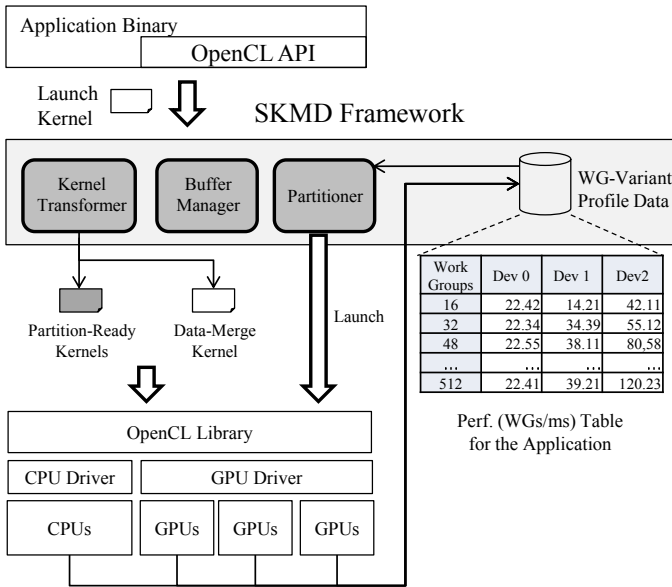 Application Binary
OpenCL API
Launch
Kernel
SKMD Framework
Kernel
Transformer
Buffer
Manager
Partitioner
WG-Variant
Profile Data
Work
Groups Dev 0 Dev 1 Dev2
16 22.42 14.21 42.11
32 22.34 34.39 55.12
48 22.55 38.11 80,58
... ... ... ...
512 22.41 39.21 120.23
Perf. (WGs/ms) Table
for the Application
Partition-Ready
Kernels
Data-Merge
Kernel
Launch
OpenCL Library
CPU Driver GPU Driver
CPUs GPUs GPUs GPUs